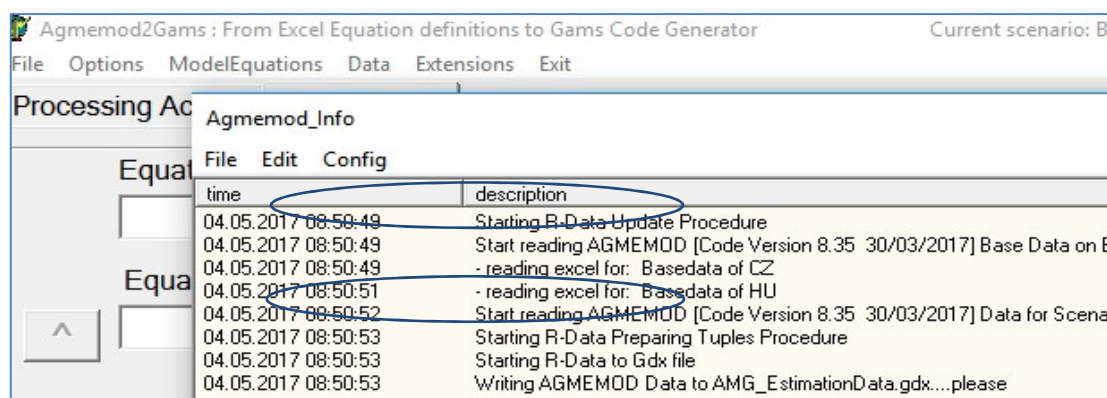 Agmemod2Gams : From Excel Equation definitions to Gams Code Generator Current scenario: B
File Options ModelEquations Data Extensions Exit
Processing Ac
Agmemod_Info
File Edit Config
Equat
time description
04.05.2017 08:50:49 Starting R-Data Update Procedure
04.05.2017 08:50:49 Start reading AGMEMOD [Code Version 8.35 30/03/2017] Base Data on E
04.05.2017 08:50:49 - reading excel for: Basedata of CZ
Equa
04.05.2017 08:50:51 - reading excel for: Basedata of HU
04.05.2017 08:50:52 Start reading AGMEMOD [Code Version 8.35 30/03/2017] Data for Scena
04.05.2017 08:50:53 Starting R-Data Preparing Tuples Procedure
^
04.05.2017 08:50:53 Starting R-Data to Gdx file
04.05.2017 08:50:53 Writing AGMEMOD Data to AMG_EstimationData.gdx....please